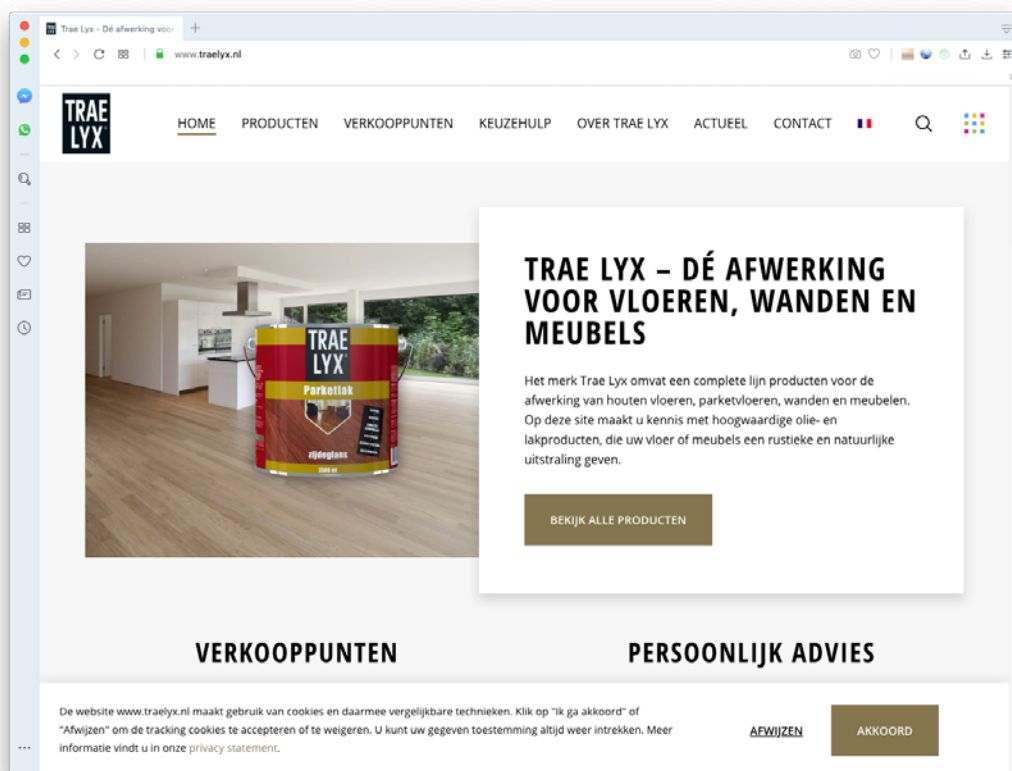 Trae Lyx – Dé afwerking voor
www.traelyx.nl
TRAE
LYX
HOME PRODUCTEN VERKOOPPUNTEN KEUZEHULP OVER TRAE LYX ACTUEEL CONTACT
TRAE
LYX
Parketlak
zijdeglans
2500 ml
TRAE LYX – DÉ AFWERKING
VOOR VLOEREN, WANDEN EN
MEUBELS
Het merk Trae Lyx omvat een complete lijn producten voor de
afwerking van houten vloeren, parketvloeren, wanden en meubelen.
Op deze site maakt u kennis met hoogwaardige olie- en
lakproducten, die uw vloer of meubels een rustieke en natuurlijke
uitstraling geven.
BEKIJK ALLE PRODUCTEN
VERKOOPPUNTEN
PERSOONLIJK ADVIES
De website www.traelyx.nl maakt gebruik van cookies en daarmee vergelijkbare technieken. Klik op "Ik ga akkoord" of
"Afwijzen" om de tracking cookies te accepteren of te weigeren. U kunt uw gegeven toestemming altijd weer intrekken. Meer
informatie vindt u in onze privacy statement.
AFWIJZEN
AKKOORD